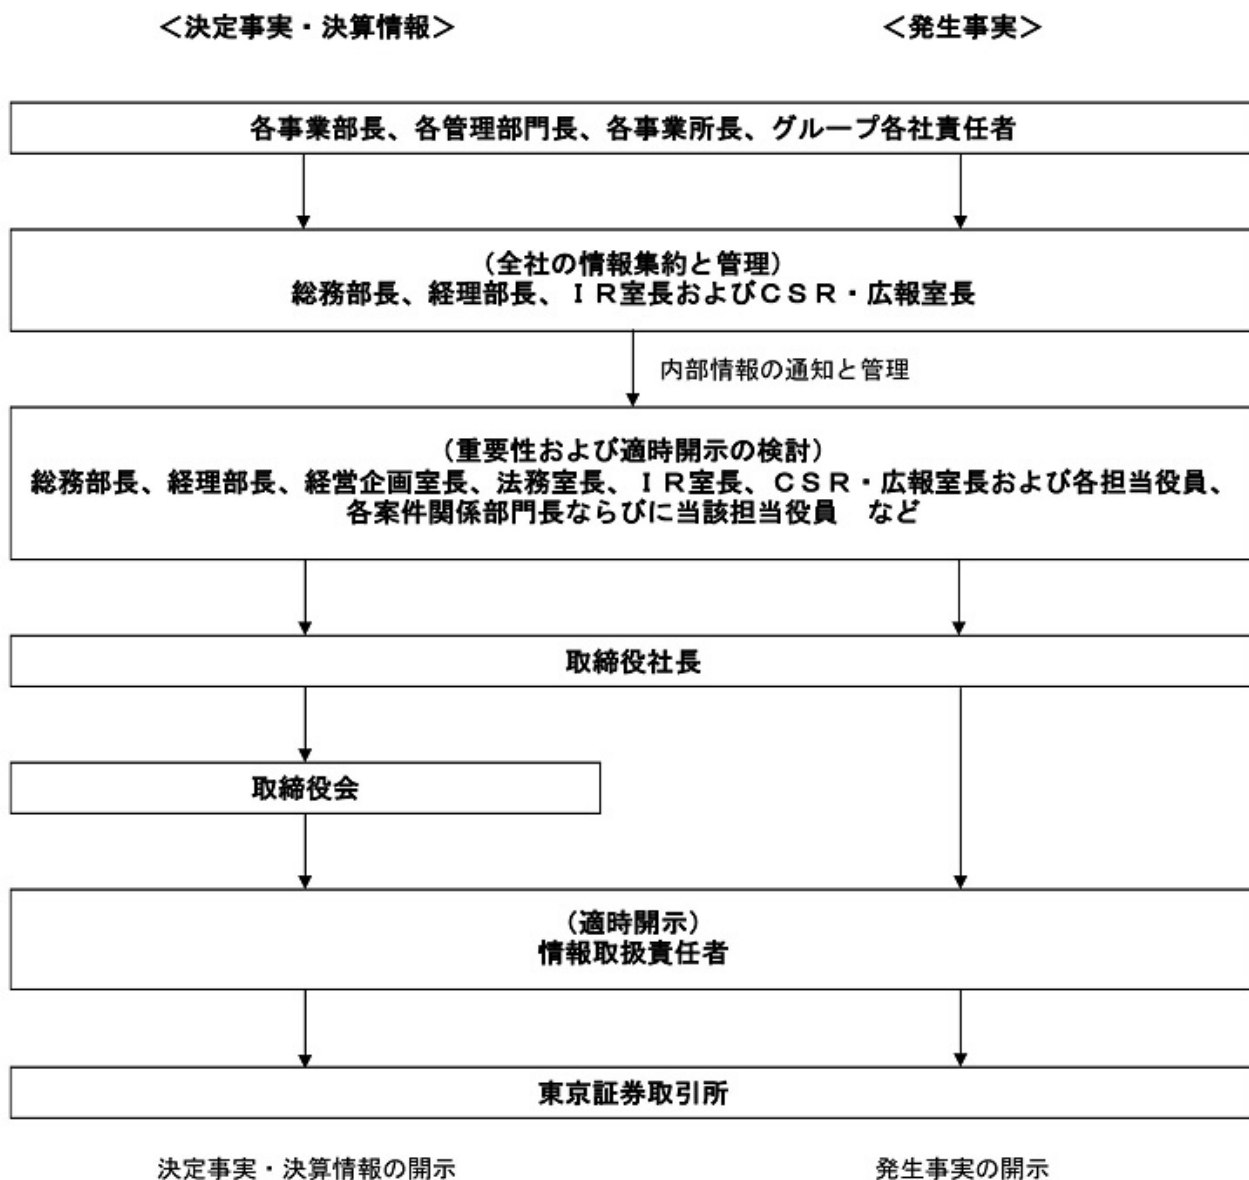 ＜決定事実・決算情報＞
＜発生事実＞
各事業部長、各管理部門長、各事業所長、グループ各社責任者
（全社の情報集約と管理）
総務部長、経理部長、ＩＲ室長およびＣＳＲ・広報室長
内部情報の通知と管理
（重要性および適時開示の検討）
総務部長、経理部長、経営企画室長、法務室長、ＩＲ室長、ＣＳＲ・広報室長および各担当役員、
各案件関係部門長ならびに当該担当役員　など
取締役社長
取締役会
（適時開示）
情報取扱責任者
東京証券取引所
決定事実・決算情報の開示
発生事実の開示